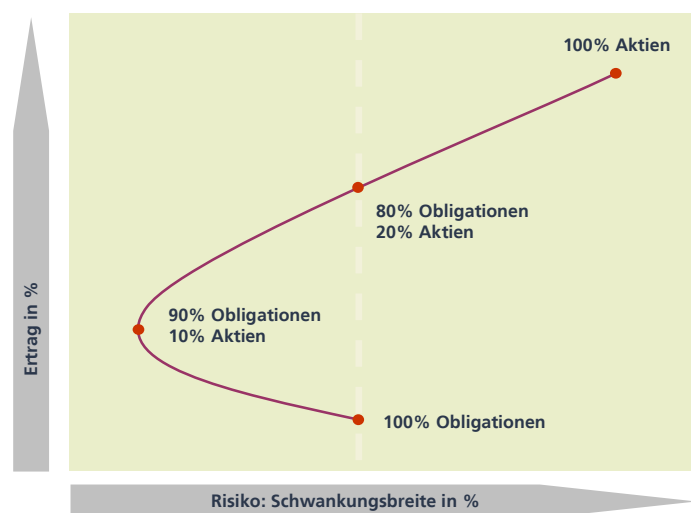 100% Aktien
80% Obligationen
20% Aktien
90% Obligationen
10% Aktien
100% Obligationen
Ertrag in %
Risiko: Schwankungsbreite in %